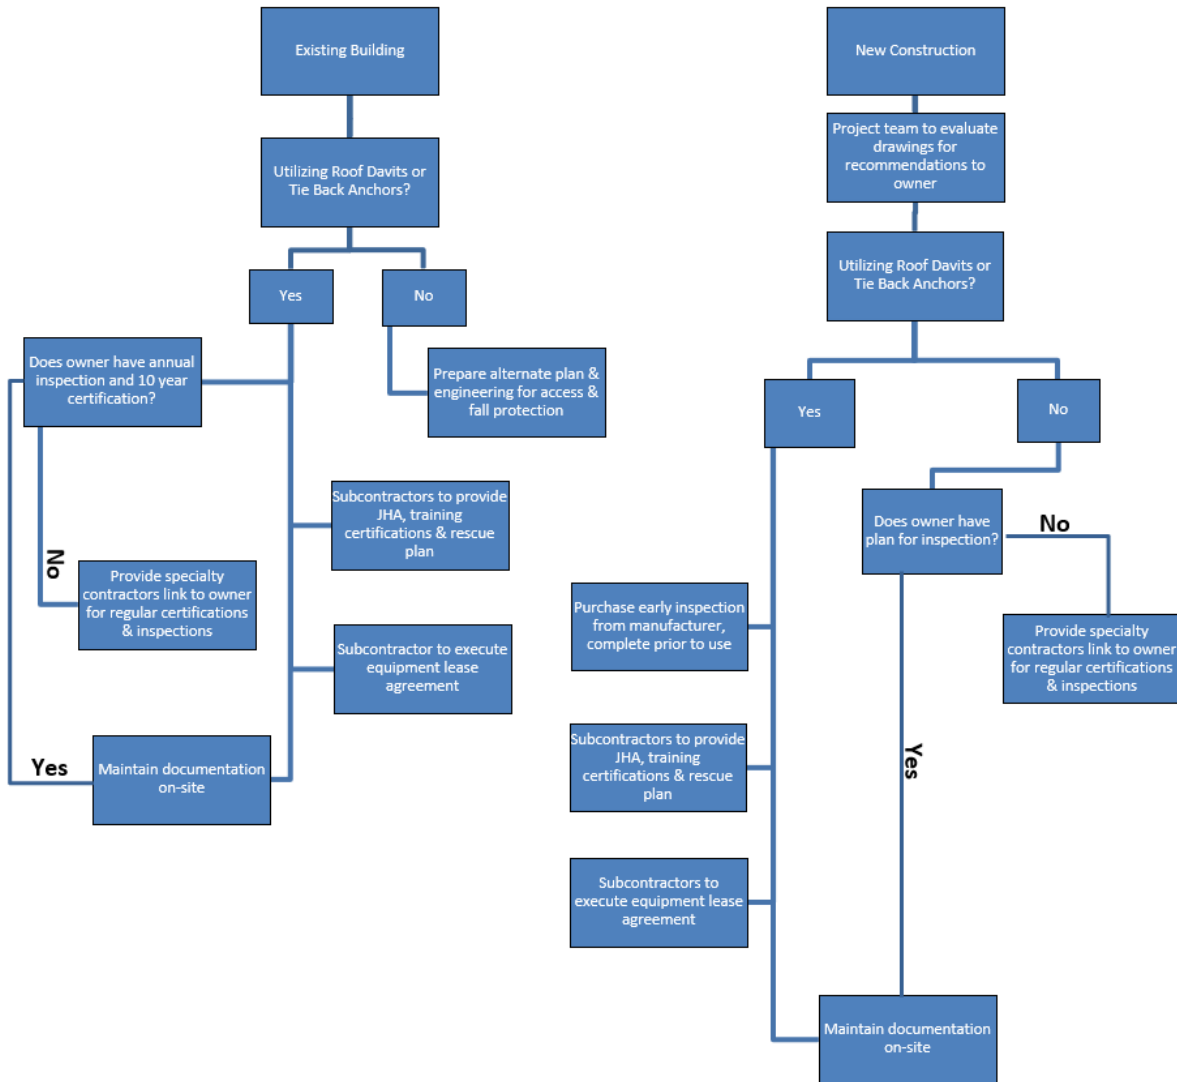 Existing Building
Utilizing Roof Davits or
Tie Back Anchors?
Yes
No
Does owner have annual
inspection and 10 year
certification?
Prepare alternate plan &
engineering for access &
fall protection
Subcontractors to provide
JHA, training
certifications & rescue
plan
No
Provide specialty
contractors link to owner
for regular certifications
& inspections
Subcontractor to execute
equipment lease
agreement
Yes
Maintain documentation
on-site
New Construction
Project team to evaluate
drawings for
recommendations to
owner
Utilizing Roof Davits or
Tie Back Anchors?
Yes
No
Does owner have
plan for inspection?
No
Purchase early inspection
from manufacturer,
complete prior to use
Provide specialty
contractors link to owner
for regular certifications
& inspections
Subcontractors to provide
JHA, training
certifications & rescue
plan
Yes
Subcontractors to
execute equipment lease
agreement
Maintain documentation
on-site